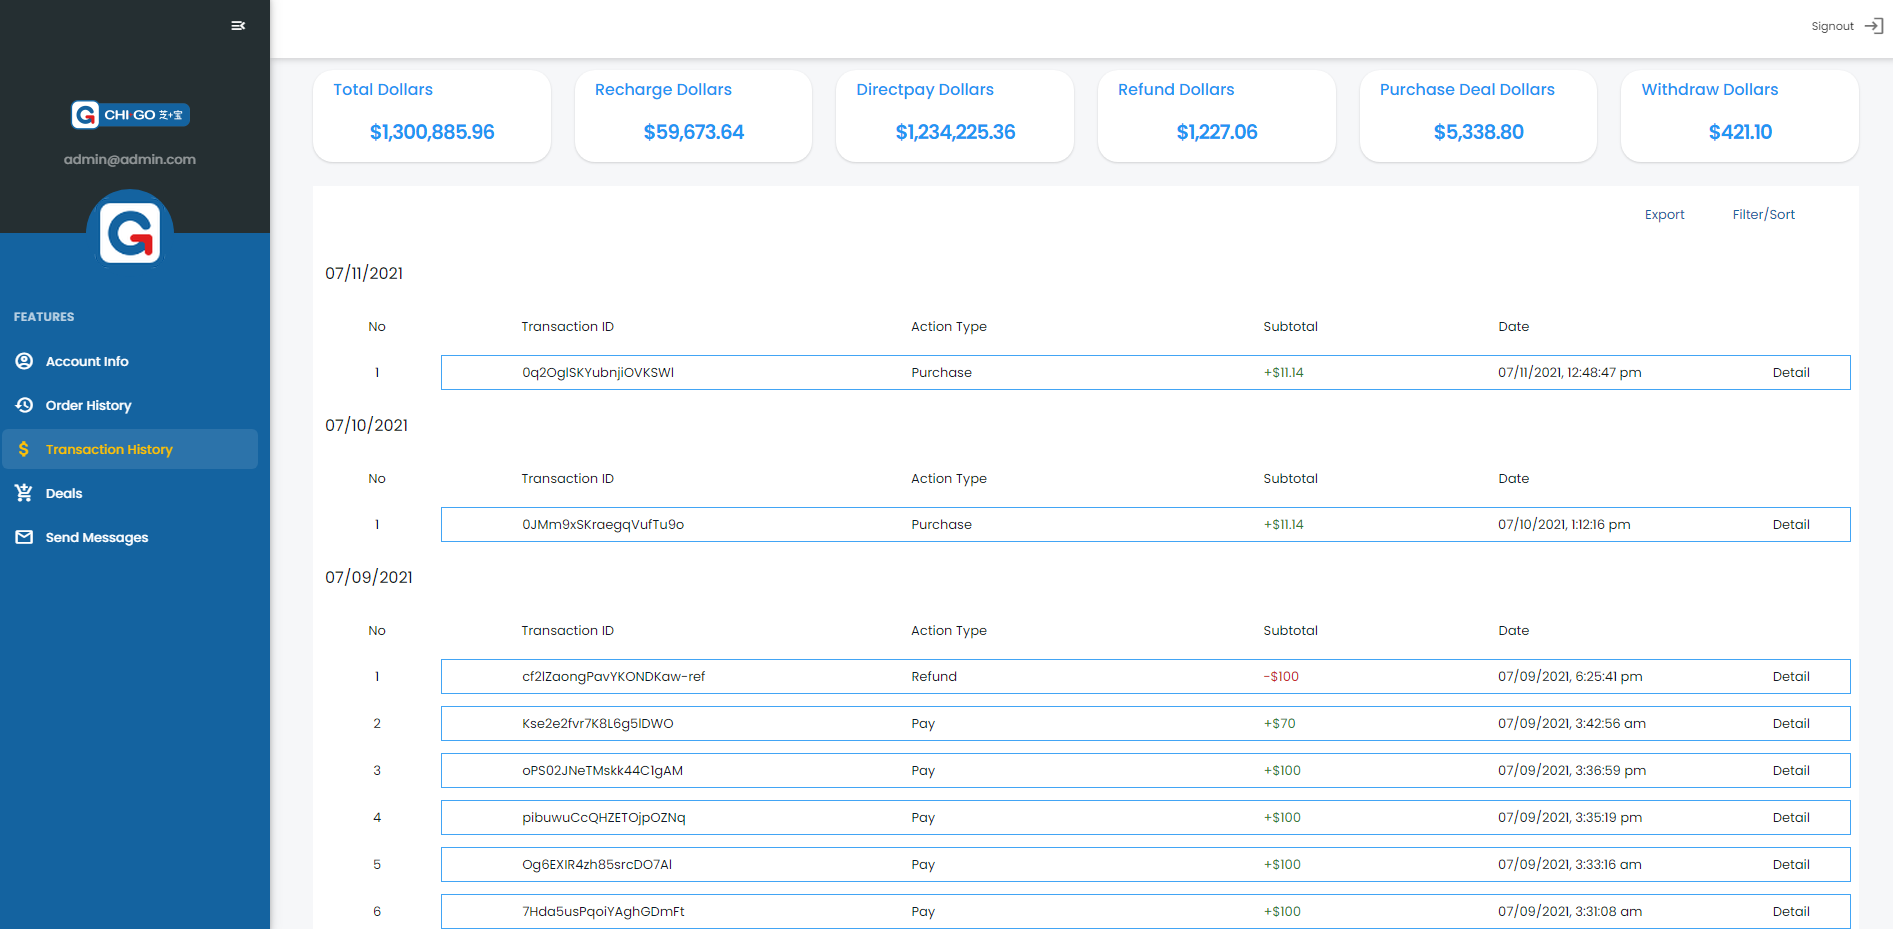 Signout
CHI·GO 芝+宝
admin@admin.com
FEATURES
Account Info
Order History
Transaction History
Deals
Send Messages
Total Dollars
$1,300,885.96
Recharge Dollars
$59,673.64
Directpay Dollars
$1,234,225.36
Refund Dollars
$1,227.06
Purchase Deal Dollars
$5,338.80
Withdraw Dollars
$421.10
Export Filter/Sort
07/11/2021
No Transaction ID Action Type Subtotal Date
1 0q2OglSKYubnjiOVKSWl Purchase +$11.14 07/11/2021, 12:48:47 pm Detail
07/10/2021
No Transaction ID Action Type Subtotal Date
1 0JMm9xSKraegqVufTu9o Purchase +$11.14 07/10/2021, 1:12:16 pm Detail
07/09/2021
No Transaction ID Action Type Subtotal Date
1 cf2lZaongPavYKONDKaw-ref Refund -$100 07/09/2021, 6:25:41 pm Detail
2 Kse2e2fvr7K8L6g5lDWO Pay +$70 07/09/2021, 3:42:56 am Detail
3 oPS02JNeTMskk44C1gAM Pay +$100 07/09/2021, 3:36:59 pm Detail
4 pibuwuCcQHZETOjpOZNq Pay +$100 07/09/2021, 3:35:19 pm Detail
5 Og6EXIR4zh85srcDO7Al Pay +$100 07/09/2021, 3:33:16 am Detail
6 7Hda5usPqoiYAghGDmFt Pay +$100 07/09/2021, 3:31:08 am Detail